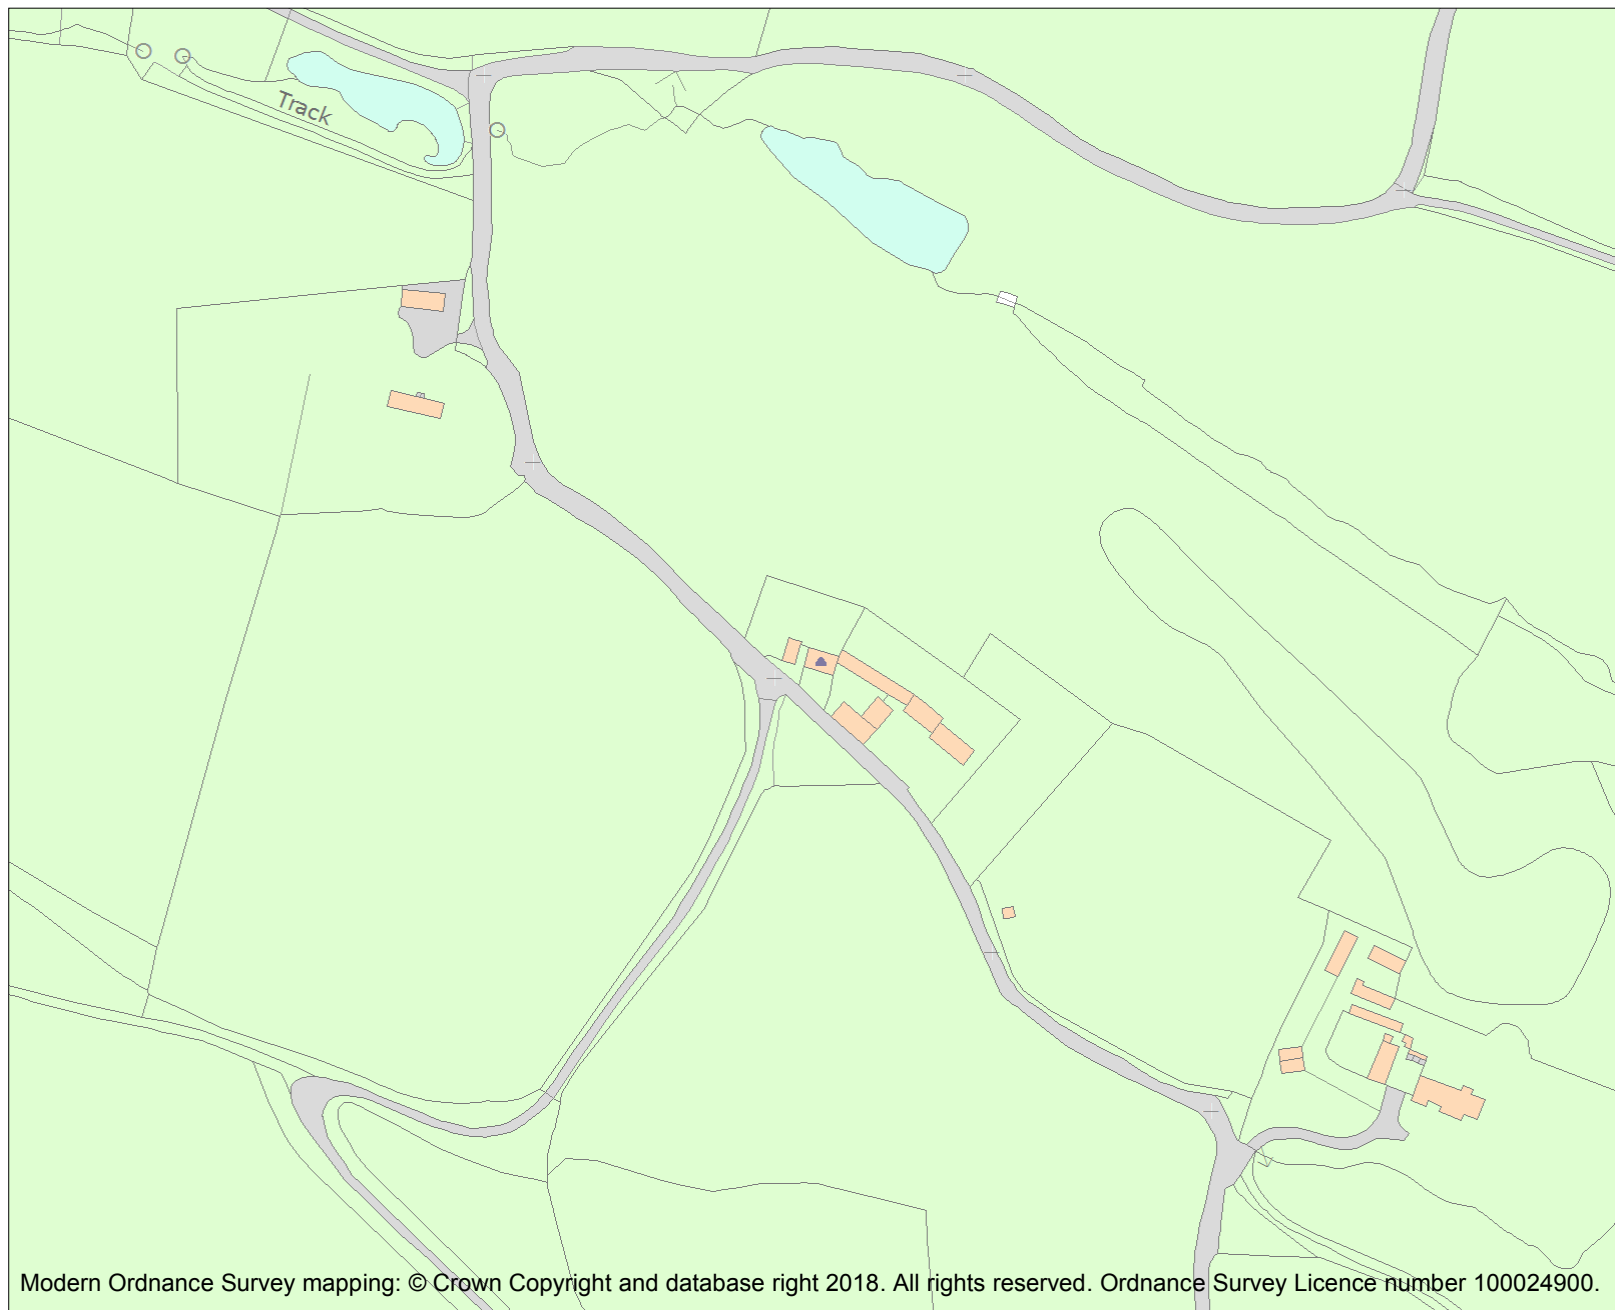 Track
Modern Ordnance Survey mapping: © Crown Copyright and database right 2018. All rights reserved. Ordnance Survey Licence number 100024900.